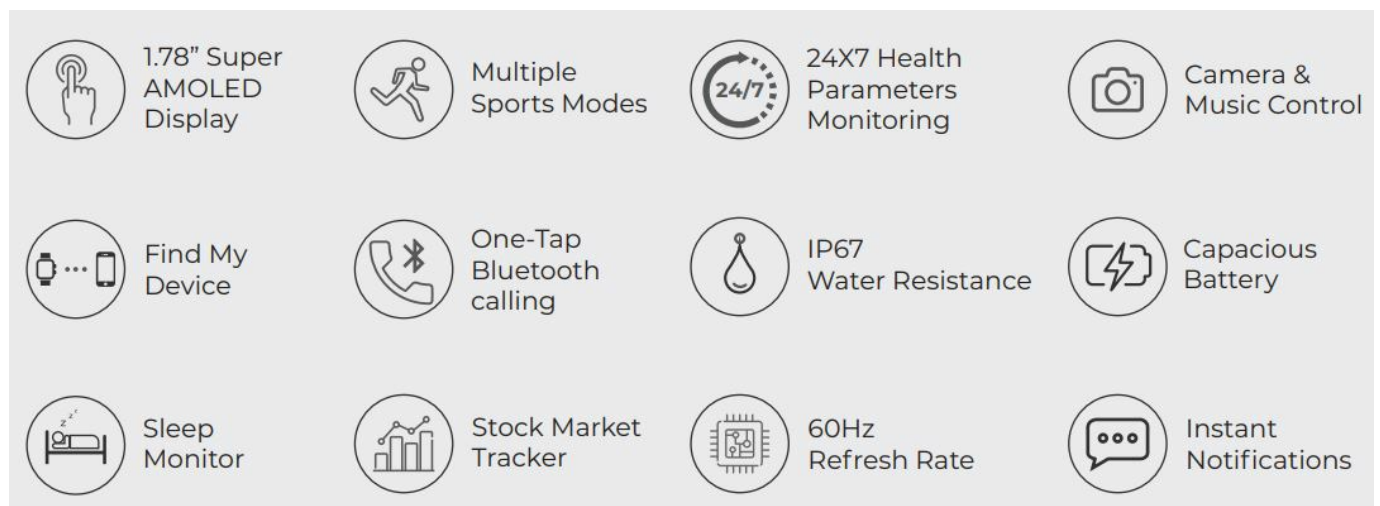 1.78” Super
AMOLED
Display
Multiple
Sports Modes
24/7
24X7 Health
Parameters
Monitoring
Camera &
Music Control
Find My
Device
One-Tap
Bluetooth
calling
IP67
Water Resistance
Capacious
Battery
z z z
Sleep
Monitor
Stock Market
Tracker
60Hz
Refresh Rate
Instant
Notifications